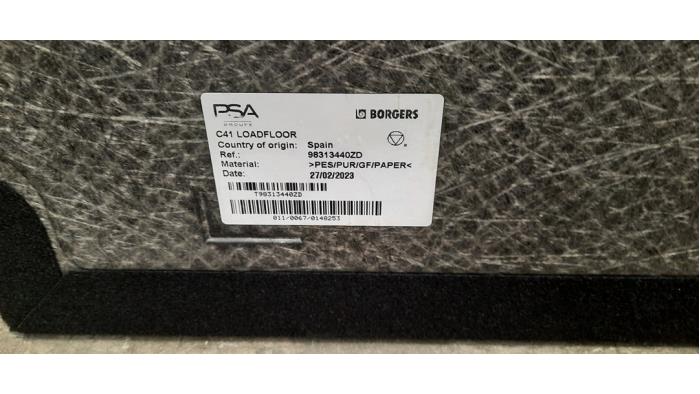 PSA
GROUPE
BORGERS
C41 LOADFLOOR
Country of origin: Spain
Ref.: 98313440ZD
Material: >PES/PUR/GF/PAPER<
Date: 27/02/2023
T98313440ZD
011/0067/0148253